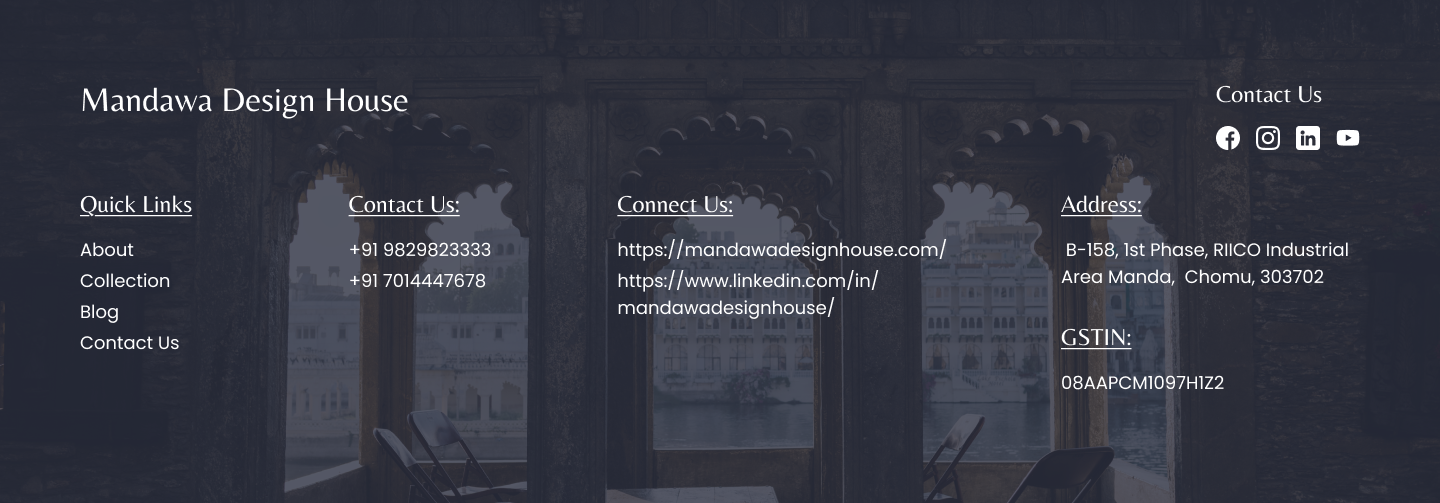 Mandawa Design House
Contact Us
Quick Links
About
Collection
Blog
Contact Us
Contact Us:
+91 9829823333
+91 7014447678
Connect Us:
https://mandawadesignhouse.com/
https://www.linkedin.com/in/
mandawadesignhouse/
Address:
B-158, 1st Phase, RIICO Industrial
Area Manda, Chomu, 303702
GSTIN:
08AAPCM1097H1Z2